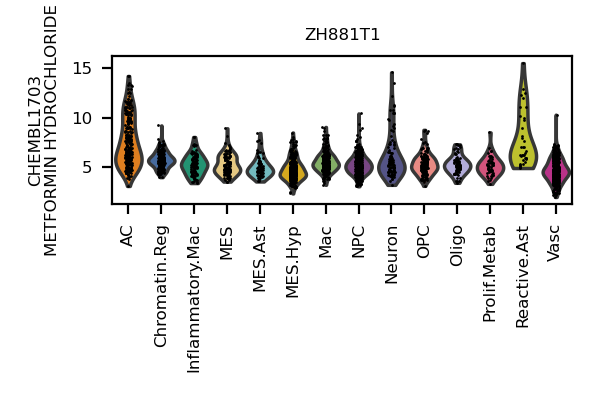 ZH881T1
CHEMBL1703
METFORMIN HYDROCHLORIDE
15
10
5
AC
Chromatin.Reg
Inflammatory.Mac
MES
MES.Ast
MES.Hyp
Mac
NPC
Neuron
OPC
Oligo
Prolif.Metab
Reactive.Ast
Vasc